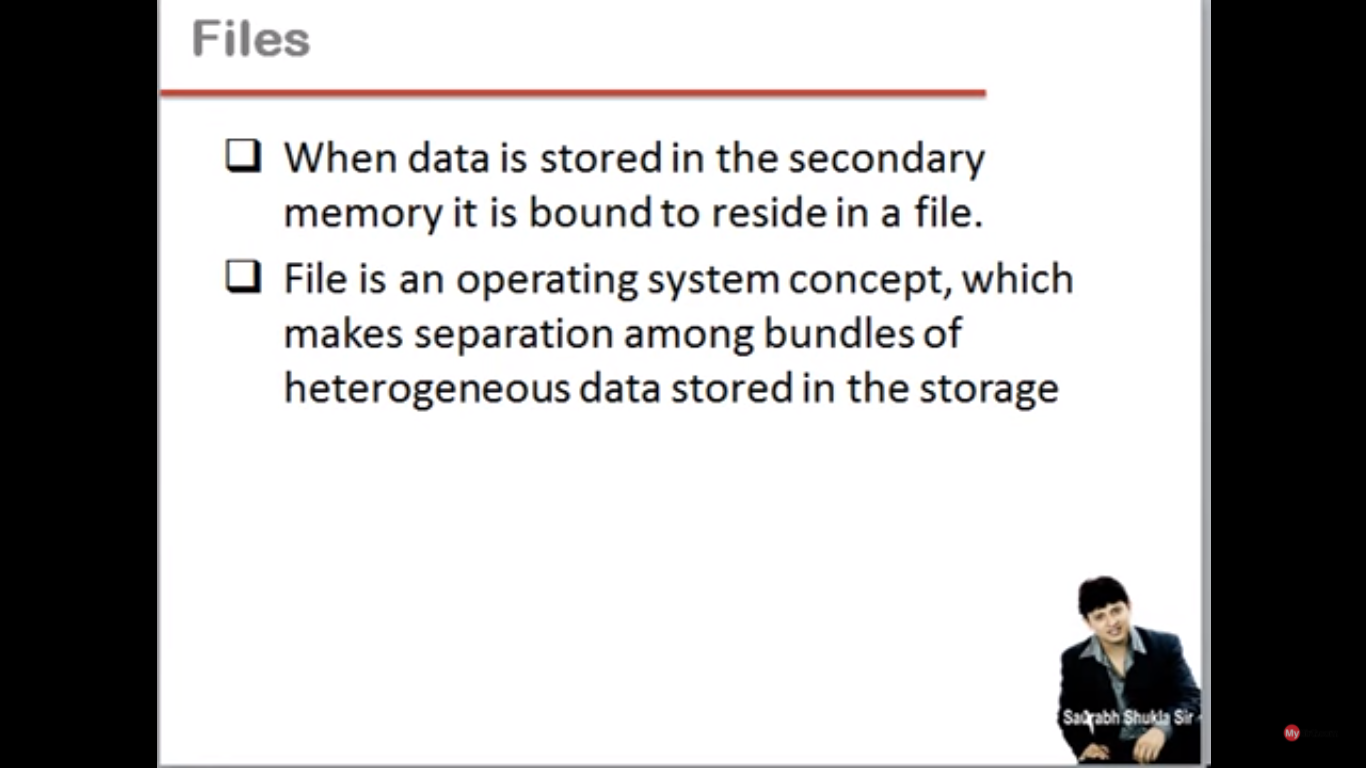 Files
When data is stored in the secondary
memory it is bound to reside in a file.
File is an operating system concept, which
makes separation among bundles of
heterogeneous data stored in the storage
Saurabh Shukla Sir
My